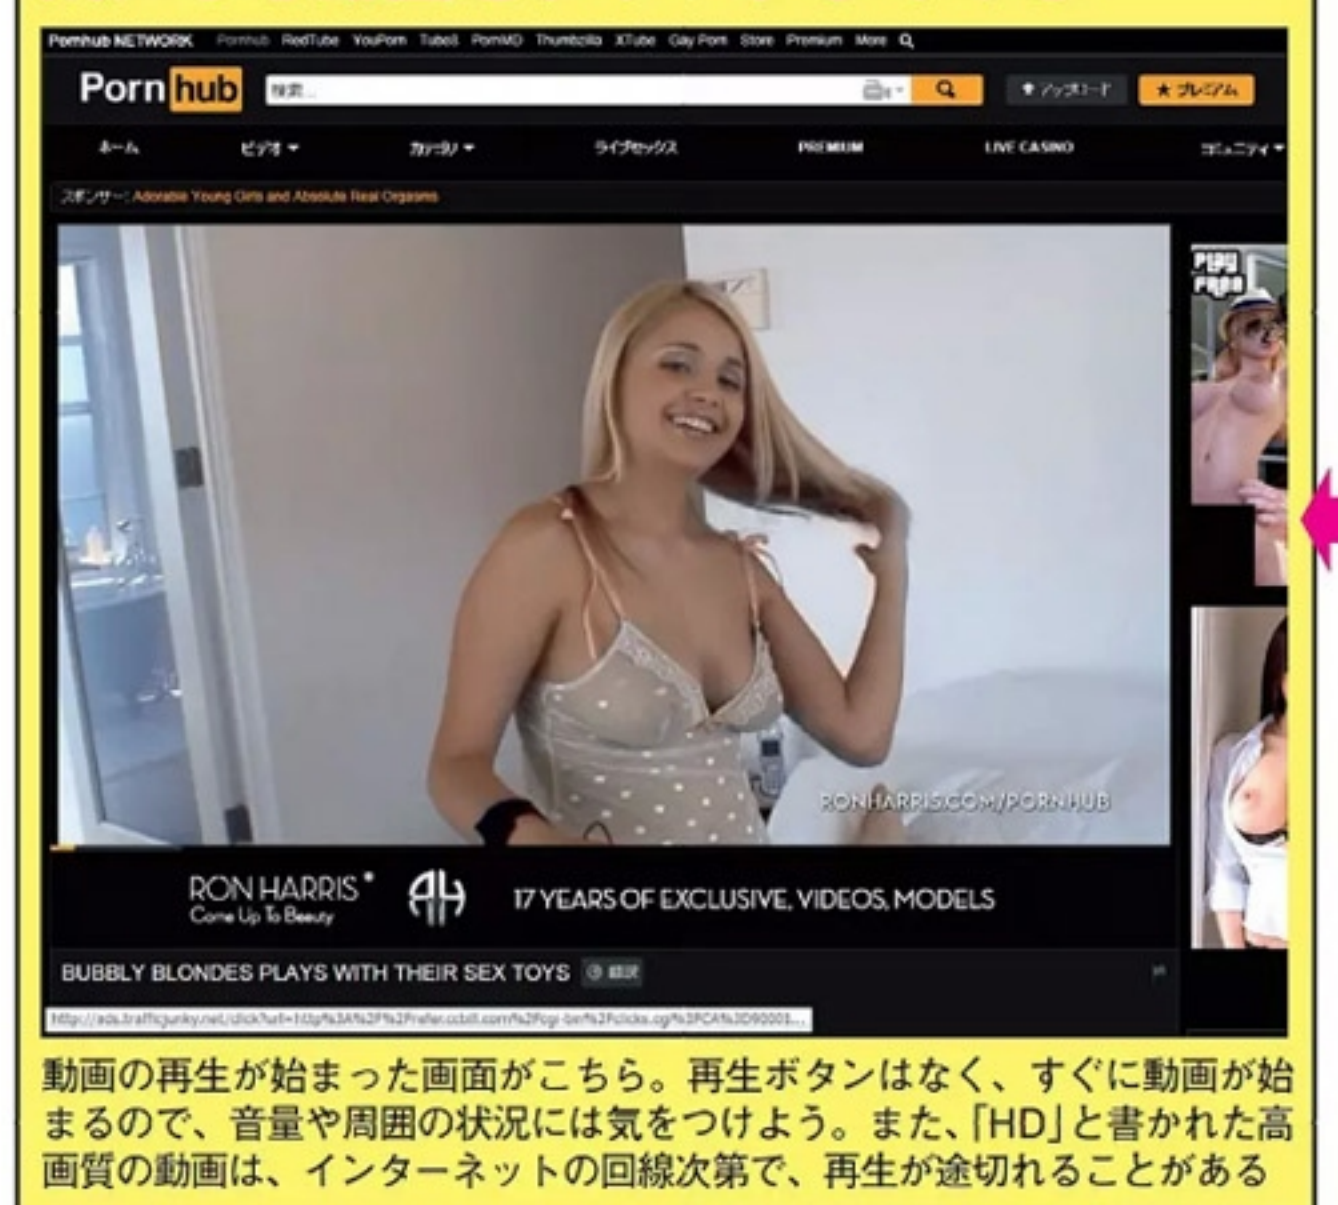 Pornhub NETWORK Pornhub RedTube YouPorn Tube8 PornMD Thumbzilla XTube Gay Porn Store Premium More
Porn hub 検索... アップロード ★ プレミアム
ホーム ビデオ カテゴリ ライブセックス PREMIUM LIVE CASINO コミュニティ
スポンサー: Adorable Young Girls and Absolute Real Orgasms
PLAY
FREE
RONHARRIS.COM/PORNHUB
RON HARRIS
Come Up To Beauty
17 YEARS OF EXCLUSIVE, VIDEOS, MODELS
BUBBLY BLONDES PLAYS WITH THEIR SEX TOYS 翻訳
動画の再生が始まった画面がこちら。再生ボタンはなく、すぐに動画が始
まるので、音量や周囲の状況には気をつけよう。また、「HD」と書かれた高
画質の動画は、インターネットの回線次第で、再生が途切れることがある